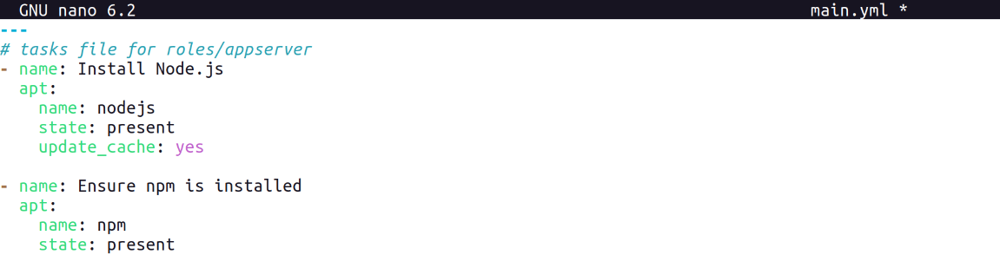 GNU nano 6.2 main.yml *
---
# tasks file for roles/appserver
- name: Install Node.js
  apt:
    name: nodejs
    state: present
    update_cache: yes

- name: Ensure npm is installed
  apt:
    name: npm
    state: present